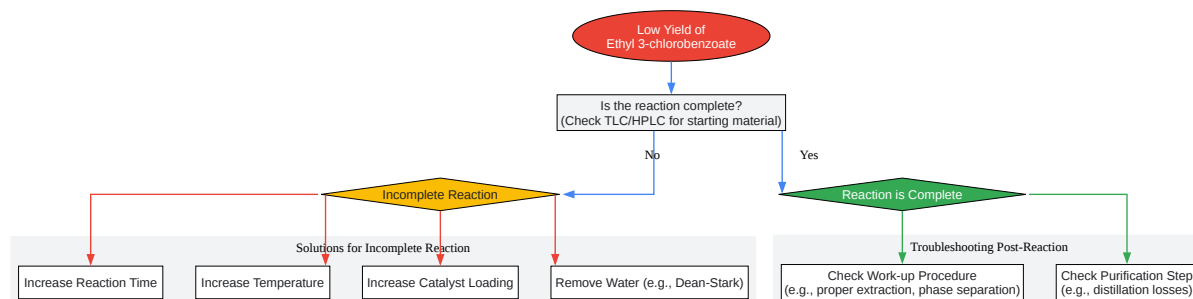 Low Yield of
Ethyl 3-chlorobenzoate
Is the reaction complete?
(Check TLC/HPLC for starting material)
No
Yes
Incomplete Reaction
Reaction is Complete
Solutions for Incomplete Reaction
Troubleshooting Post-Reaction
Increase Reaction Time
Increase Temperature
Increase Catalyst Loading
Remove Water (e.g., Dean-Stark)
Check Work-up Procedure
(e.g., proper extraction, phase separation)
Check Purification Step
(e.g., distillation losses)